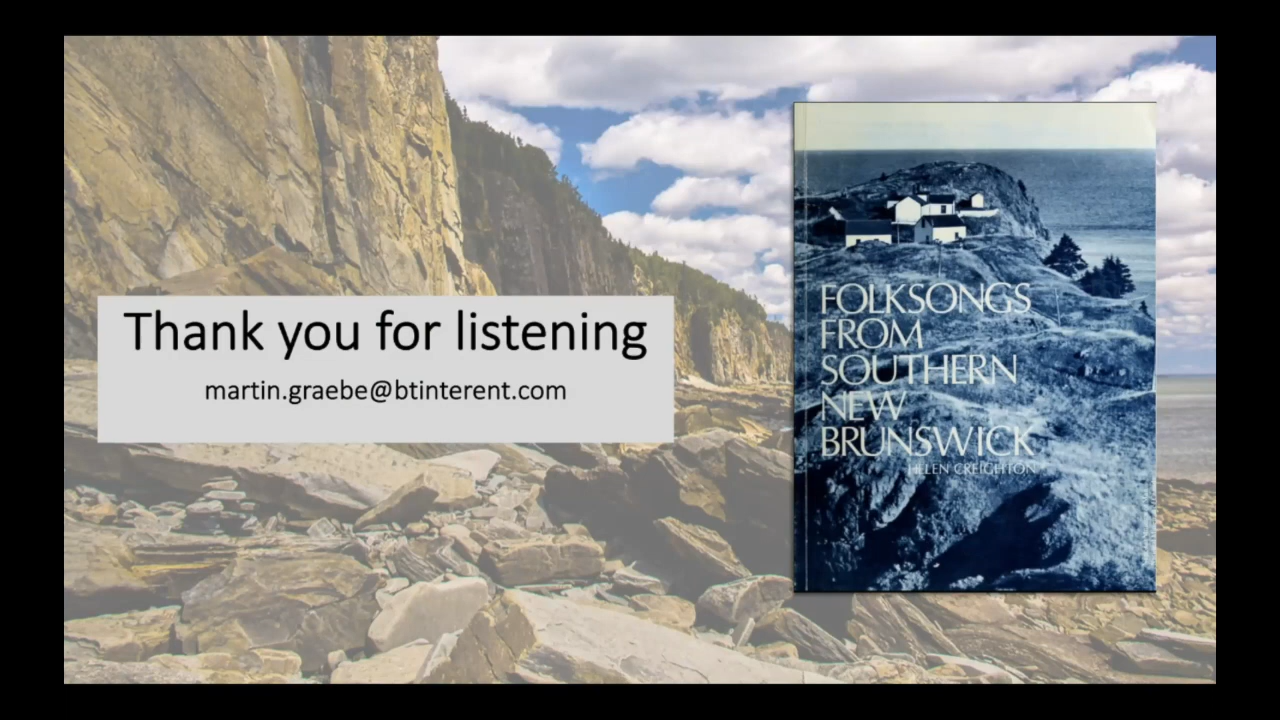 Thank you for listening
martin.graebe@btinterent.com
FOLKSONGS
FROM
SOUTHERN
NEW
BRUNSWICK
HELEN CREIGHTON